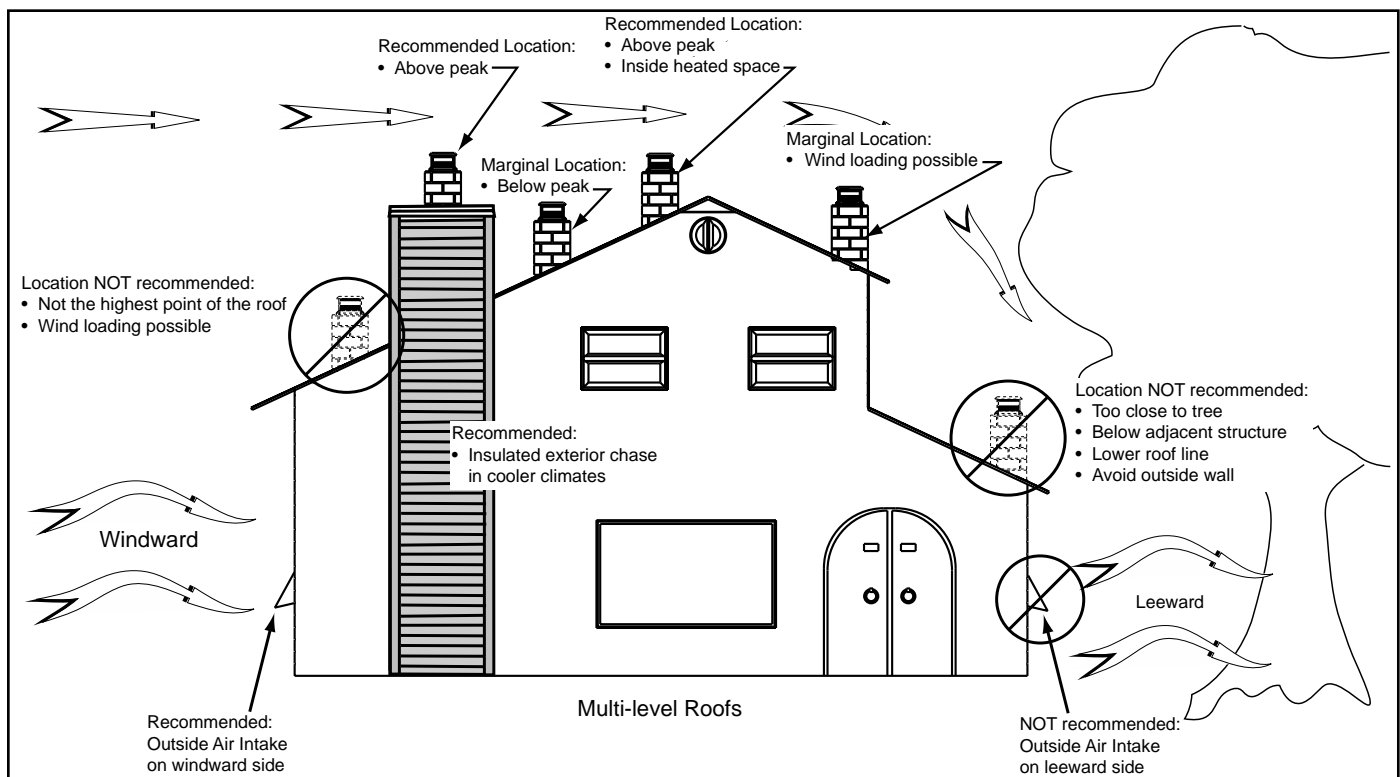 Recommended Location:
• Above peak
Recommended Location:
• Above peak
• Inside heated space
Marginal Location:
• Below peak
Marginal Location:
• Wind loading possible
Location NOT recommended:
• Not the highest point of the roof
• Wind loading possible
Recommended:
• Insulated exterior chase
in cooler climates
Location NOT recommended:
• Too close to tree
• Below adjacent structure
• Lower roof line
• Avoid outside wall
Windward
Leeward
Recommended:
Outside Air Intake
on windward side
Multi-level Roofs
NOT recommended:
Outside Air Intake
on leeward side